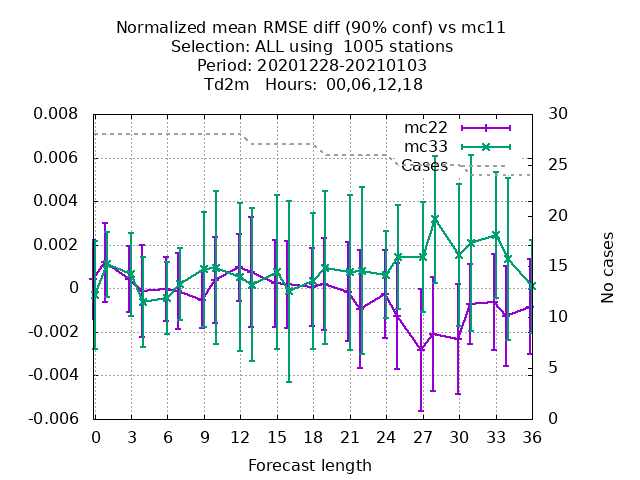 Normalized mean RMSE diff (90% conf) vs mc11
Selection: ALL using  1005 stations
Period: 20201228-20210103
Td2m   Hours:  00,06,12,18
0.008
0.006
0.004
0.002
0
-0.002
-0.004
-0.006
30
25
20
15
10
5
0
mc22
mc33
Cases
No cases
0 3 6 9 12 15 18 21 24 27 30 33 36
Forecast length